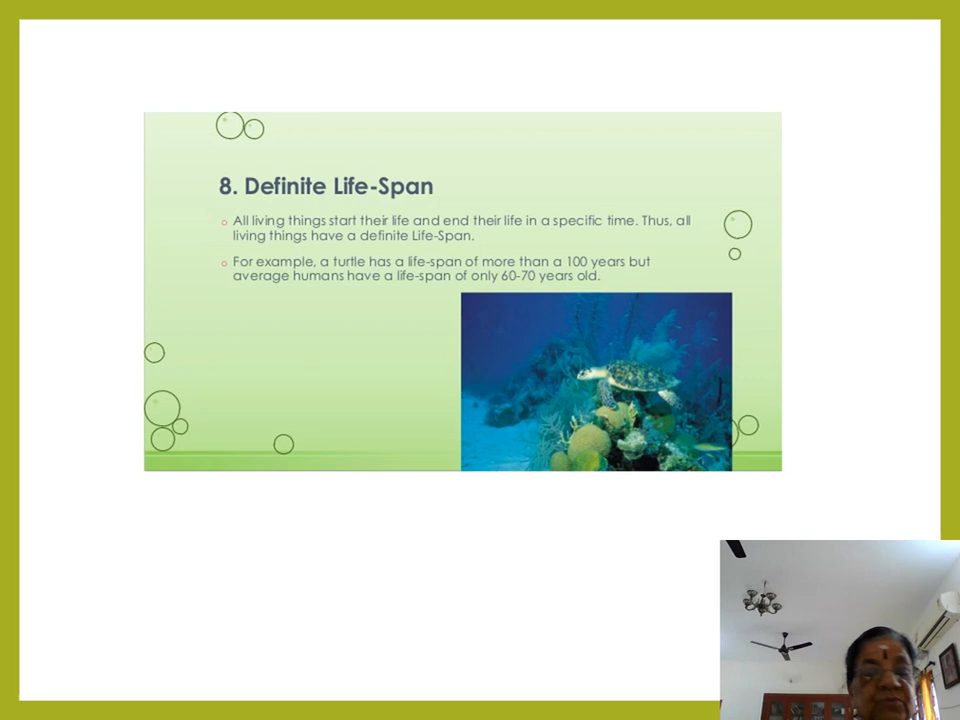 8. Definite Life-Span
All living things start their life and end their life in a specific time. Thus, all
living things have a definite Life-Span.
For example, a turtle has a life-span of more than a 100 years but
average humans have a life-span of only 60-70 years old.